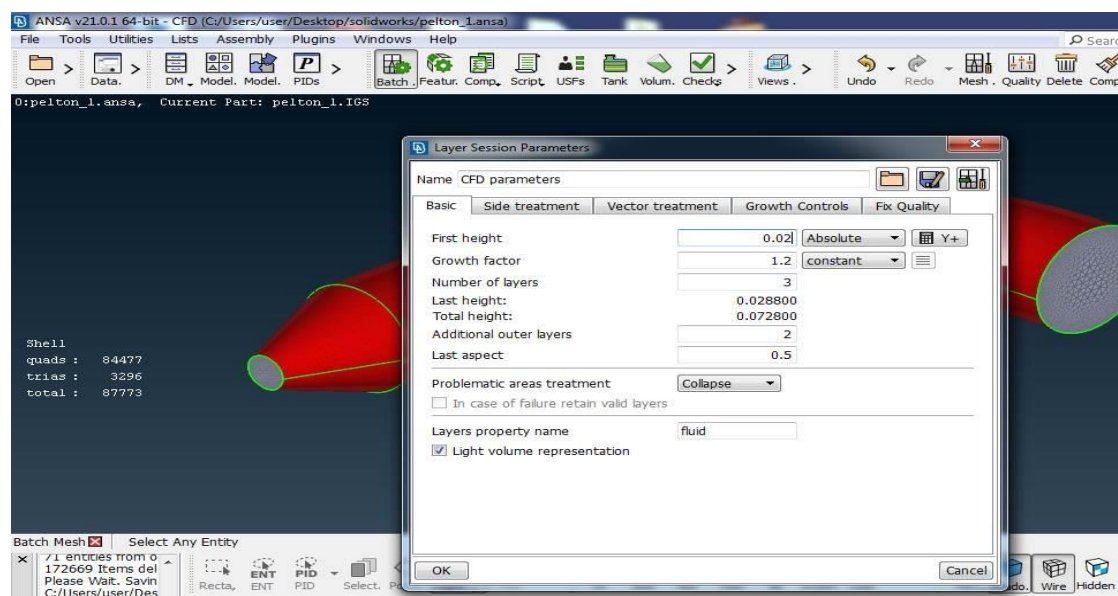 ANSA v21.0.1 64-bit - CFD (C:/Users/user/Desktop/solidworks/pelton_1.ansa)
File Tools Utilities Lists Assembly Plugins Windows Help Searc
Open Data. DM Model. Model. PIDs Batch. Featur. Comp. Script USFs Tank Volum. Checks Views. Undo Redo Mesh. Quality Delete Comp
0:pelton_1.ansa, Current Part: pelton_1.IGS
Layer Session Parameters
Name CFD parameters
Basic Side treatment Vector treatment Growth Controls Fix Quality
First height 0.02 Absolute Y+
Growth factor 1.2 constant
Number of layers 3
Last height: 0.028800
Total height: 0.072800
Additional outer layers 2
Last aspect 0.5
Problematic areas treatment Collapse
In case of failure retain valid layers
Layers property name fluid
Light volume representation
OK Cancel
Shell
quads : 84477
trias : 3296
total : 87773
Batch Mesh Select Any Entity
71 entities from o
172669 Items del
Please Wait. Savin
C:/Users/user/Des
Recta, ENT PID Select.
ENT PID
Wire Hidden